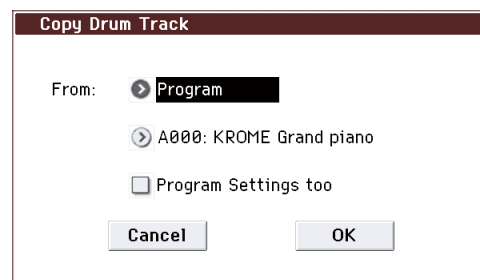 Copy Drum Track
From: Program
A000: KROME Grand piano
Program Settings too
Cancel OK